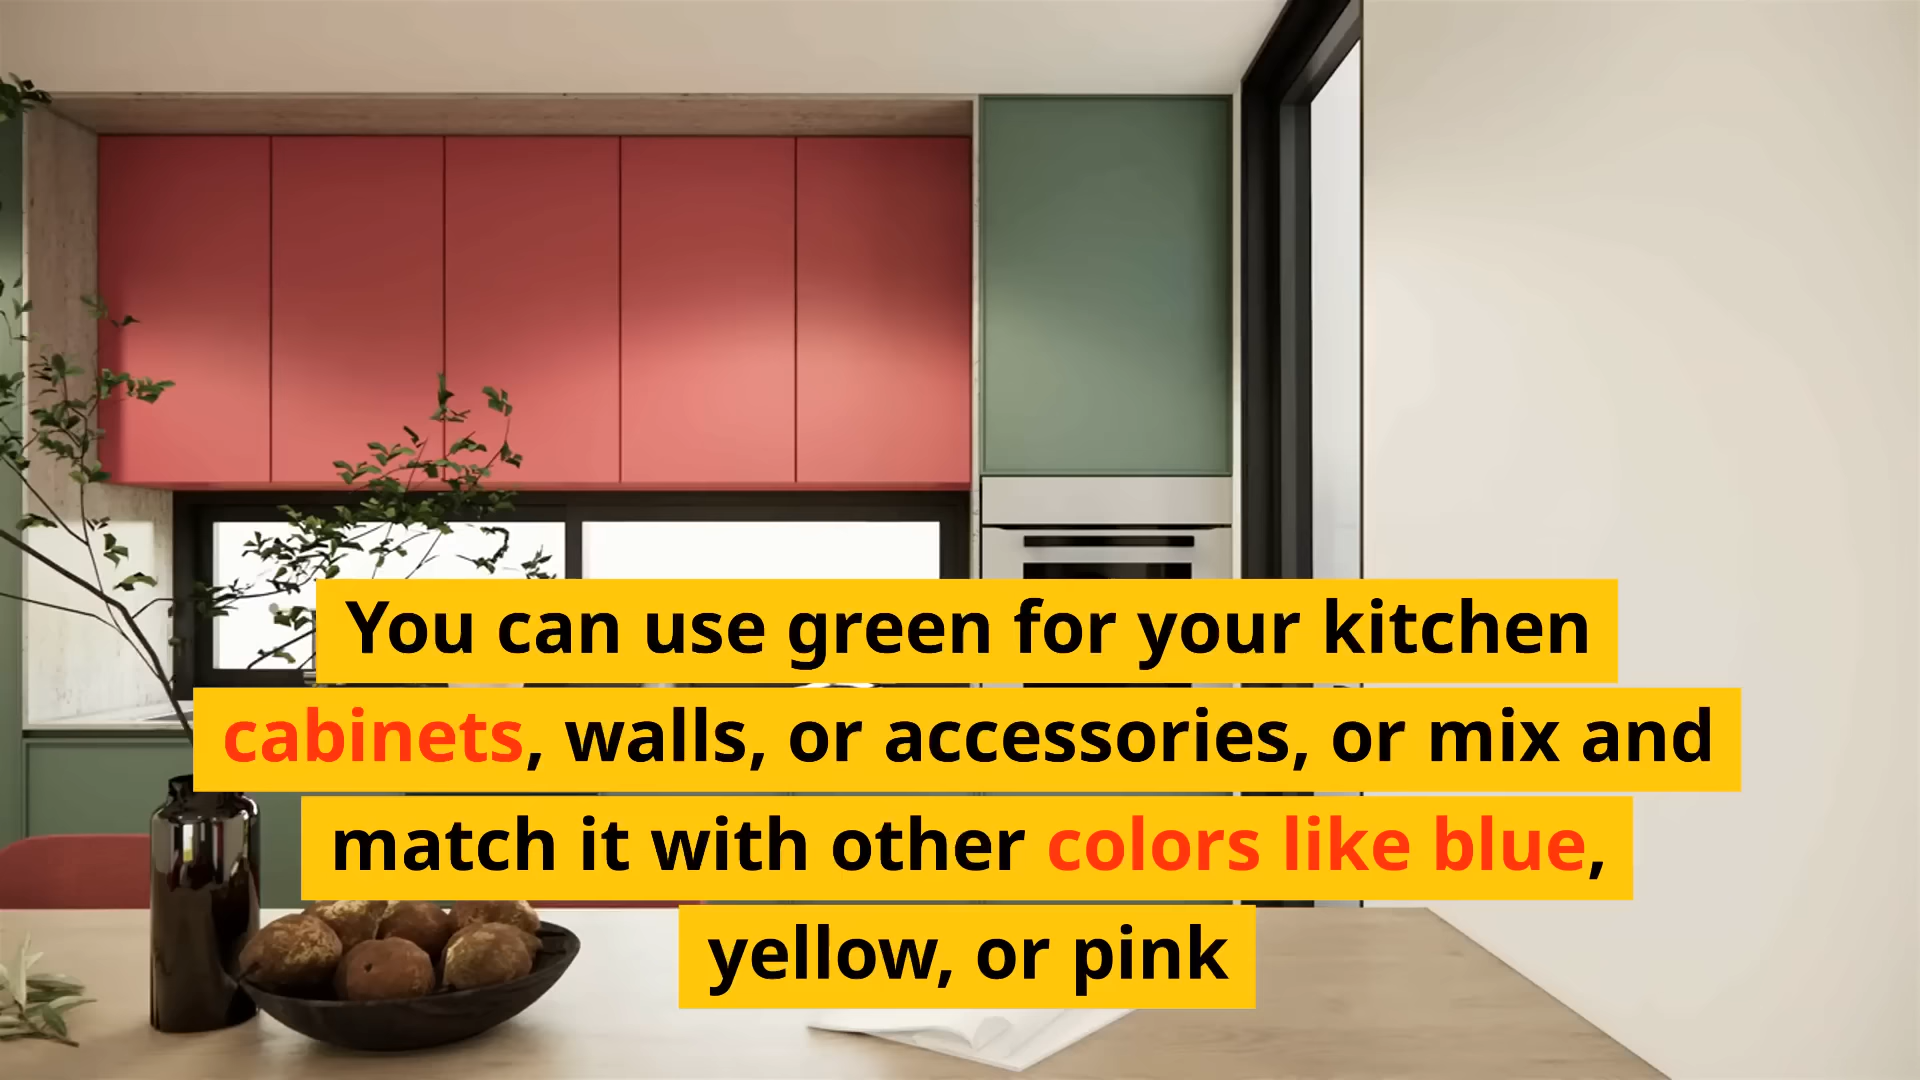 You can use green for your kitchen
cabinets, walls, or accessories, or mix and
match it with other colors like blue,
yellow, or pink